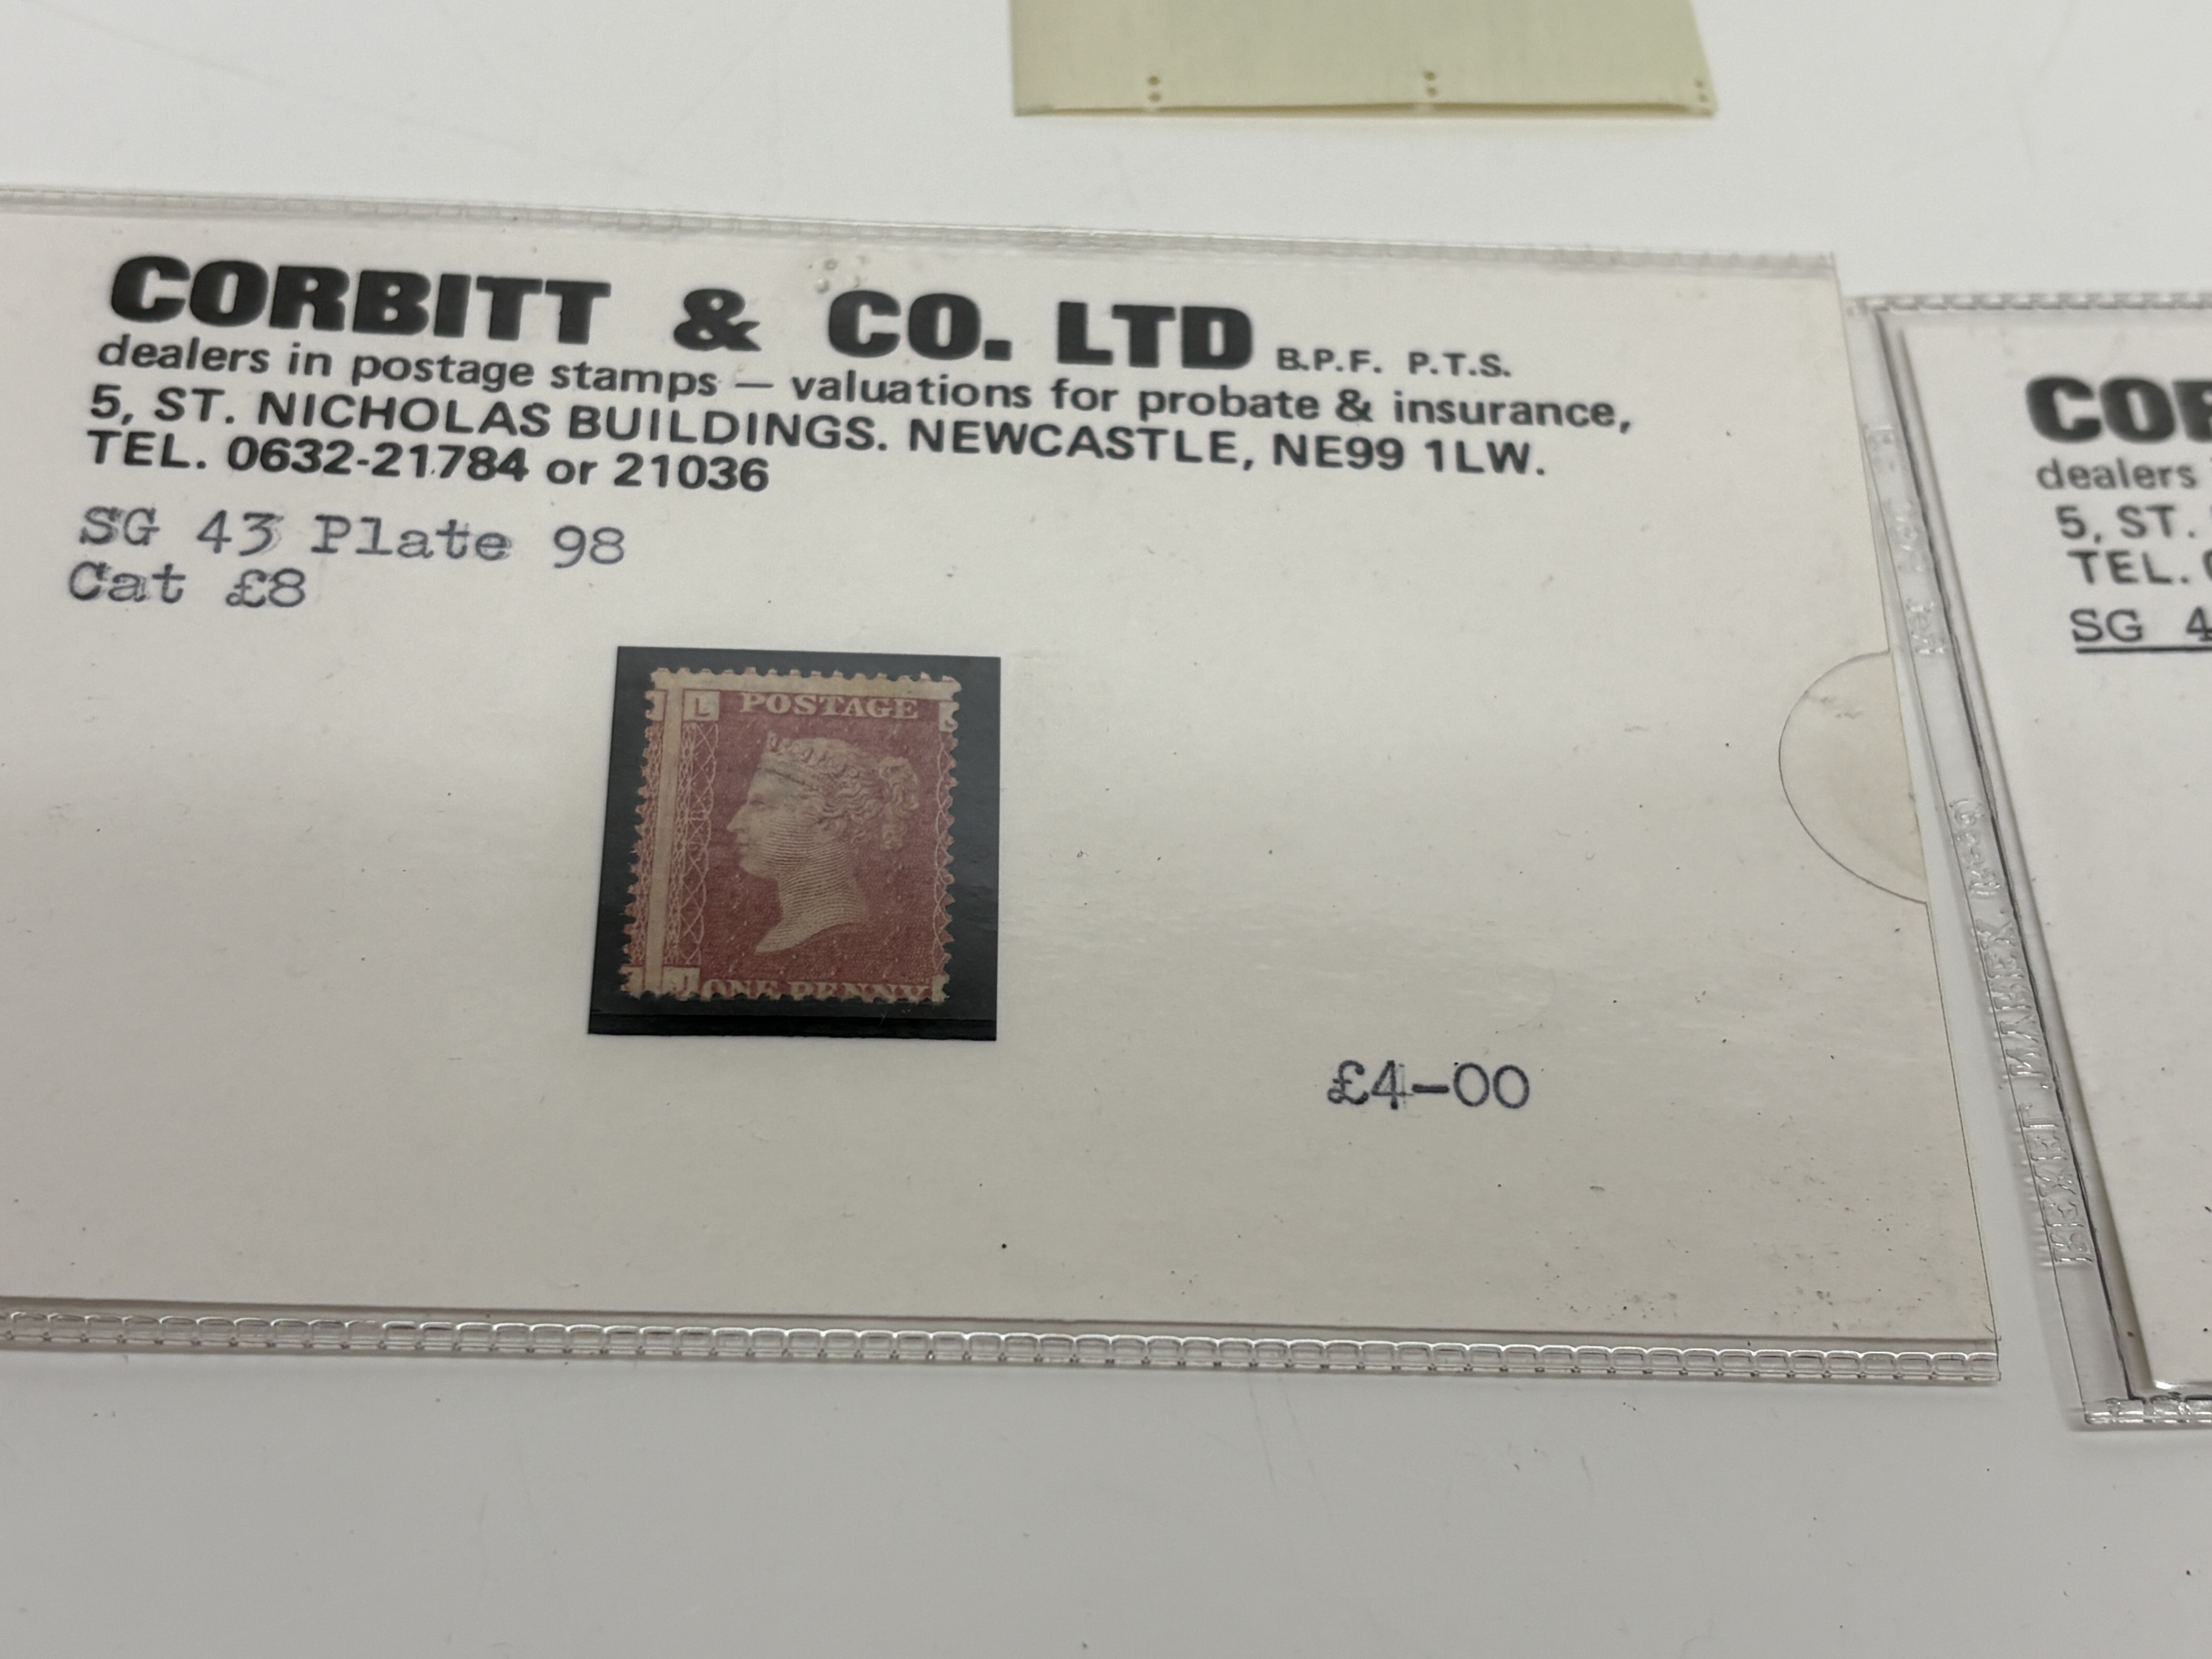 CORBITT & CO. LTD B.P.F. P.T.S.
dealers in postage stamps — valuations for probate & insurance,
5, ST. NICHOLAS BUILDINGS. NEWCASTLE, NE99 1LW.
TEL. 0632-21784 or 21036
SG 43 Plate 98
Cat £8
L POSTAGE
J ONE PENNY
£4-00
COR
dealers
5, ST.
TEL.
SG 4